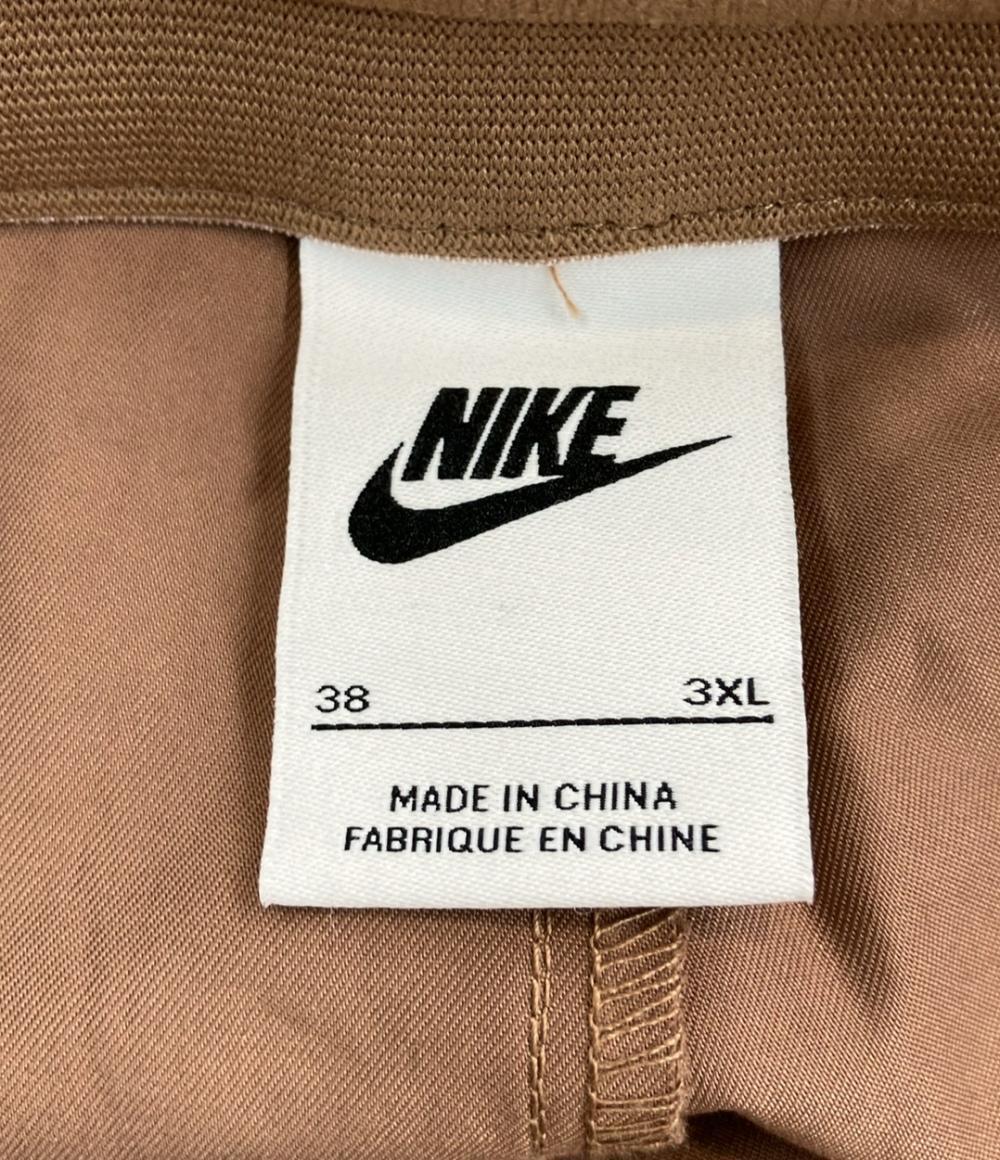 NIKE
38 3XL
MADE IN CHINA
FABRIQUE EN CHINE